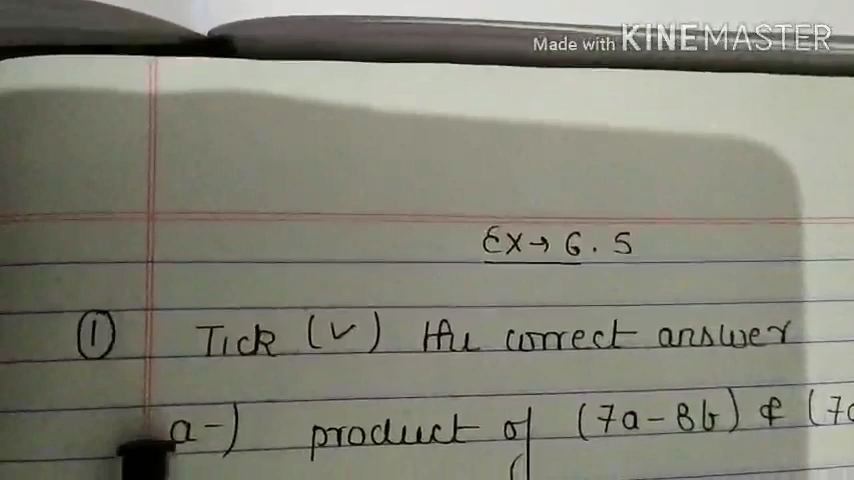 Made with KINEMASTER
Ex → 6.5
① Tick (✓) the correct answer
a-) product of (7a-8b) & (7